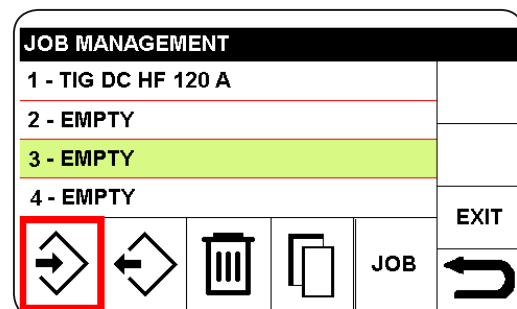 JOB MANAGEMENT
1 - TIG DC HF 120 A
2 - EMPTY
3 - EMPTY
4 - EMPTY
EXIT
JOB